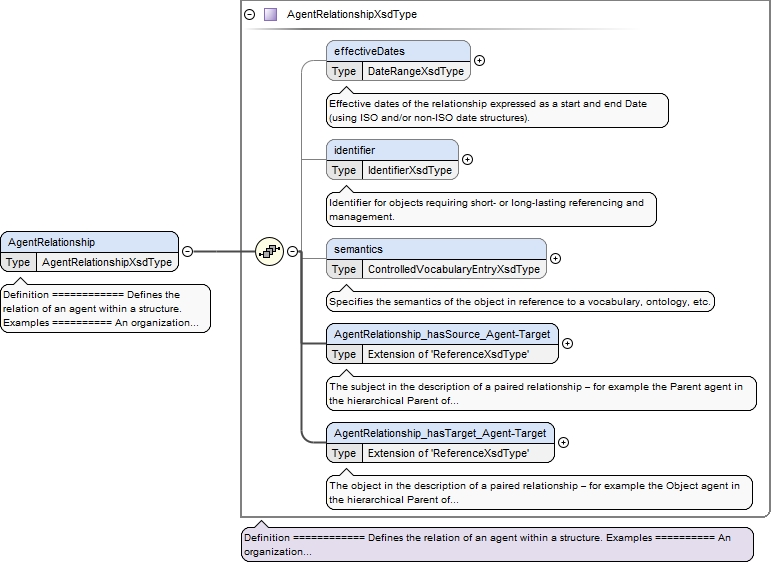 AgentRelationshipXsdType
effectiveDates
Type DateRangeXsdType
Effective dates of the relationship expressed as a start and end Date
(using ISO and/or non-ISO date structures).
identifier
Type IdentifierXsdType
Identifier for objects requiring short- or long-lasting referencing and
management.
AgentRelationship
Type AgentRelationshipXsdType
Definition ============ Defines the
relation of an agent within a structure.
Examples ========== An organization...
semantics
Type ControlledVocabularyEntryXsdType
Specifies the semantics of the object in reference to a vocabulary, ontology, etc.
AgentRelationship_hasSource_Agent-Target
Type Extension of 'ReferenceXsdType'
The subject in the description of a paired relationship – for example the Parent agent in
the hierarchical Parent of...
AgentRelationship_hasTarget_Agent-Target
Type Extension of 'ReferenceXsdType'
The object in the description of a paired relationship – for example the Object agent in
the hierarchical Parent of...
Definition ============ Defines the relation of an agent within a structure. Examples ========== An
organization...